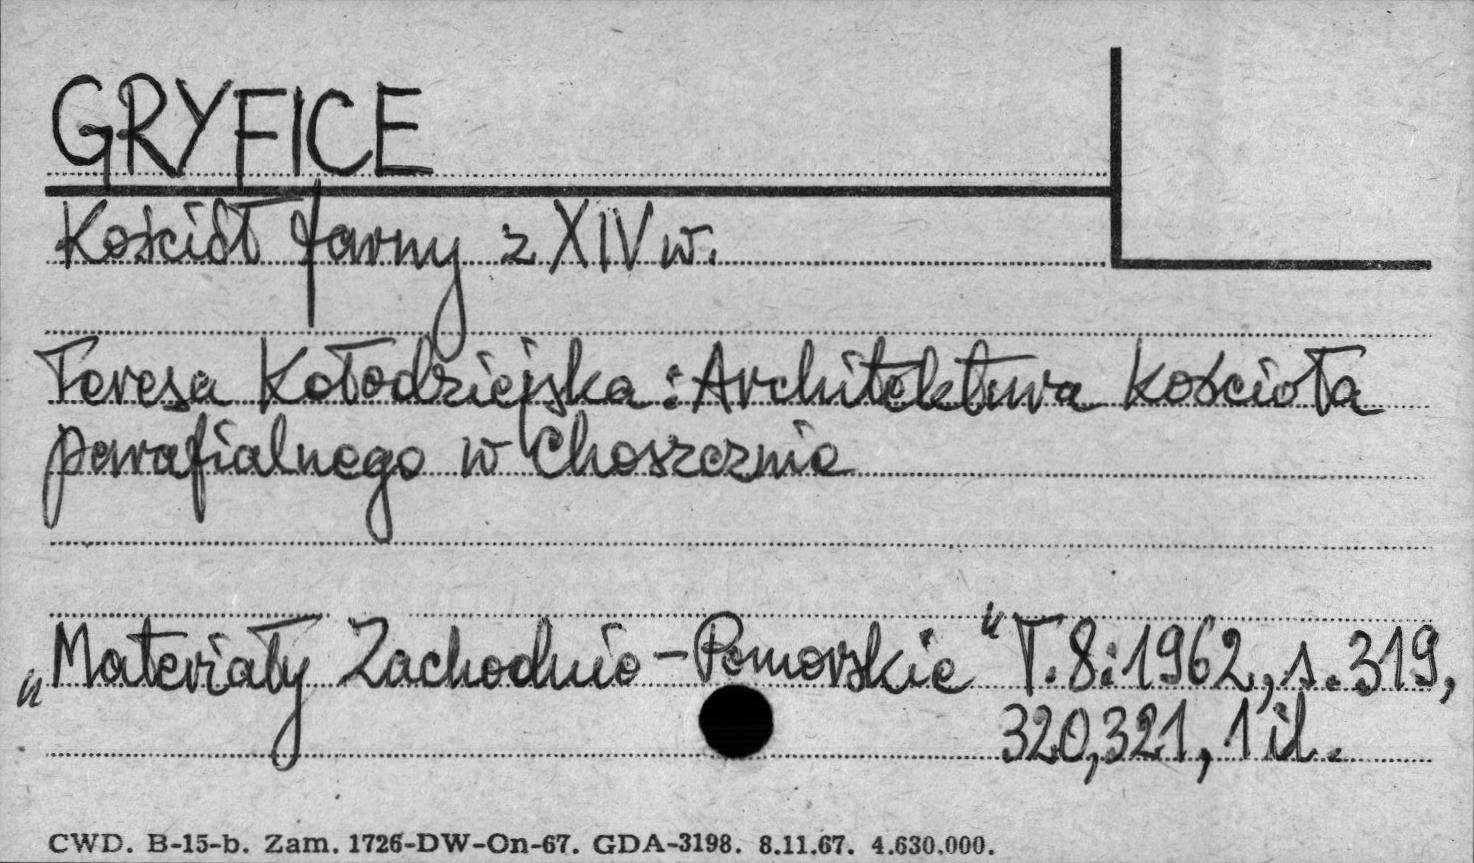 GRYFICE
Kościół farny z XIV w.
Teresa Kołodziejska: Architektura kościoła
parafialnego w Choszcznie
„Materiały Zachodnio-Pomorskie" T.8:1962, s.319,
320,321, 1 il.
CWD. B-15-b. Zam. 1726-DW-On-67. GDA-3198. 8.11.67. 4.630.000.